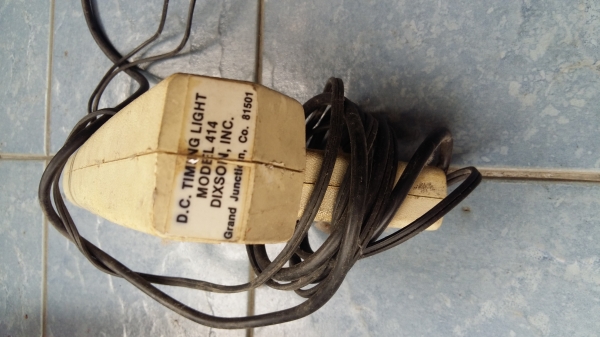 D.C. TIMING LIGHT
MODEL 414
DIXSON, INC.
Grand Junction, Co. 81501